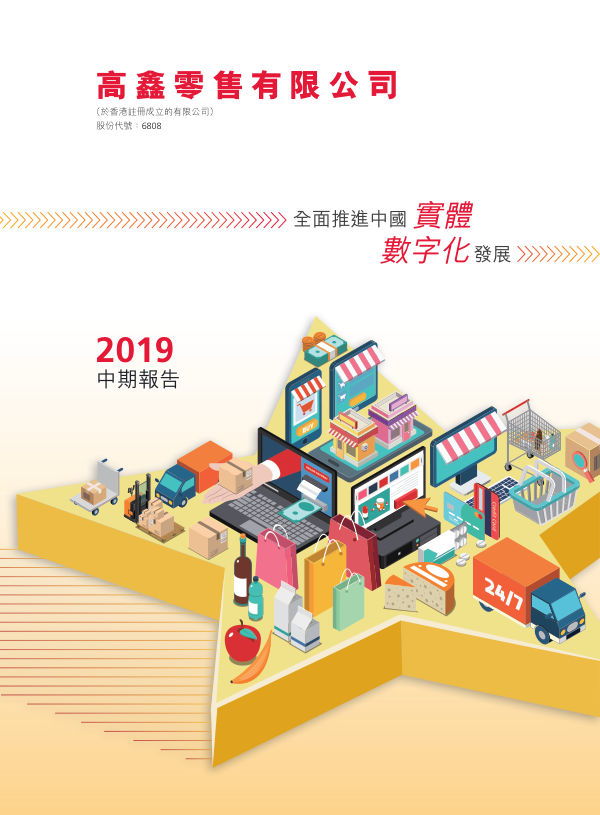 高鑫零售有限公司
(於香港註冊成立的有限公司)
股份代號：6808
全面推進中國 實體
數字化 發展
2019
中期報告
BUY
Credit Card
24/7